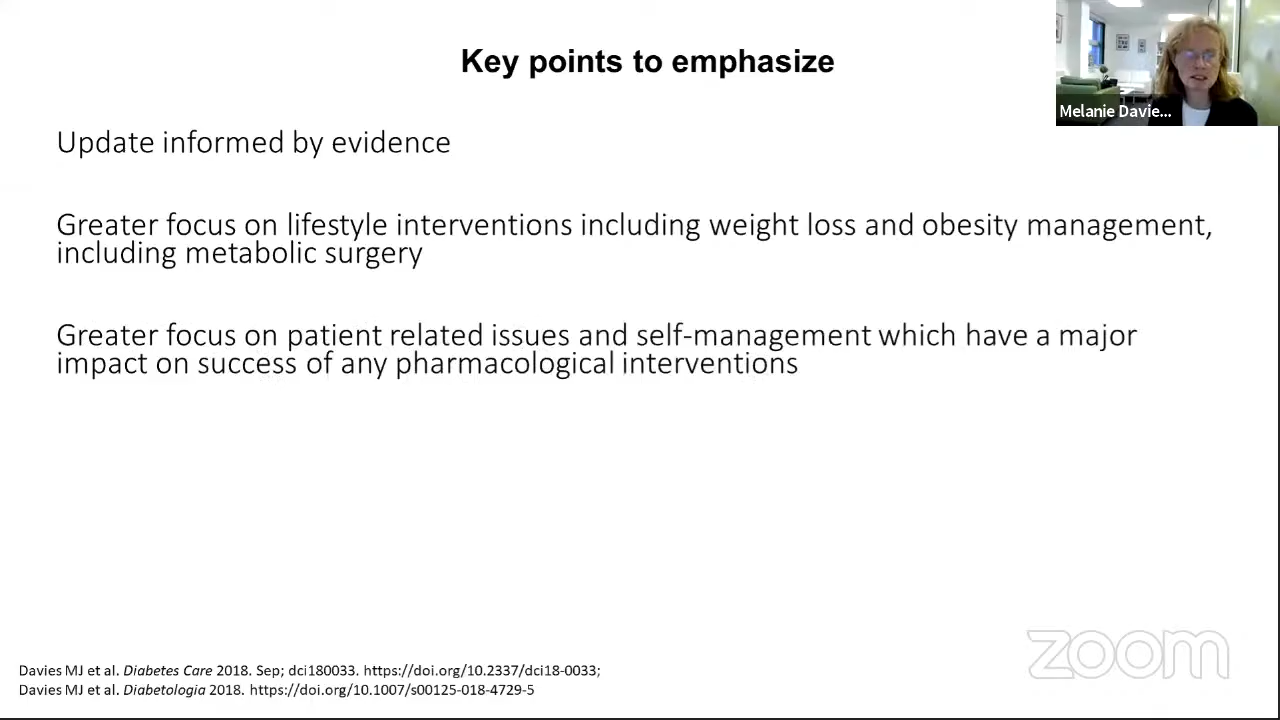 Key points to emphasize
Melanie Davie...
Update informed by evidence
Greater focus on lifestyle interventions including weight loss and obesity management,
including metabolic surgery
Greater focus on patient related issues and self-management which have a major
impact on success of any pharmacological interventions
Davies MJ et al. Diabetes Care 2018. Sep; dci180033. https://doi.org/10.2337/dci18-0033;
Davies MJ et al. Diabetologia 2018. https://doi.org/10.1007/s00125-018-4729-5
zoom